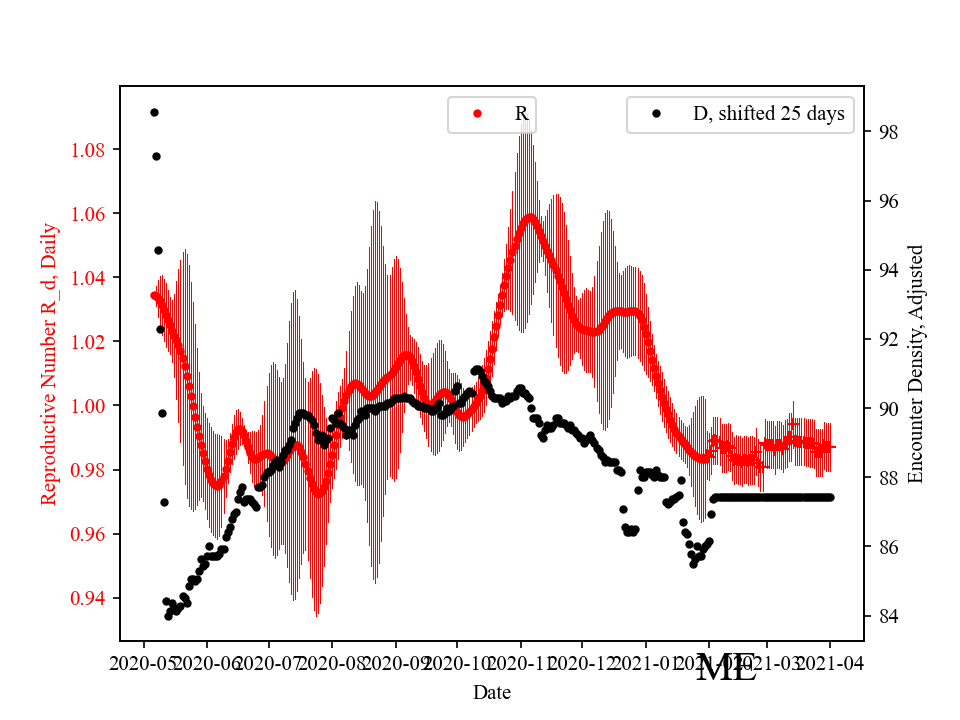 R
D, shifted 25 days
1.08
1.06
1.04
1.02
1.00
0.98
0.96
0.94
Reproductive Number R_d, Daily
98
96
94
92
90
88
86
84
Encounter Density, Adjusted
2020-05 2020-06 2020-07 2020-08 2020-09 2020-10 2020-11 2020-12 2021-01 2021-02 2021-03 2021-04
ME
Date